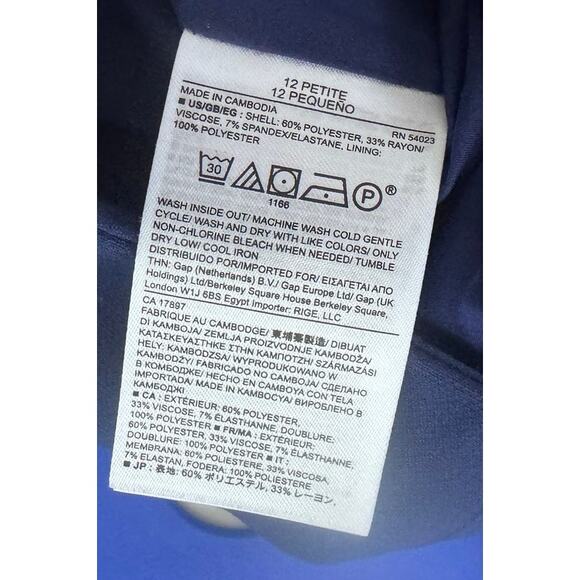 12 PETITE
12 PEQUEÑO
MADE IN CAMBODIA RN 54023
■ US/GB/EG : SHELL: 60% POLYESTER, 33% RAYON/
VISCOSE, 7% SPANDEX/ELASTANE, LINING:
100% POLYESTER
30 P ®
1166
WASH INSIDE OUT/ MACHINE WASH COLD GENTLE
CYCLE/ WASH AND DRY WITH LIKE COLORS/ ONLY
NON-CHLORINE BLEACH WHEN NEEDED/ TUMBLE
DRY LOW/ COOL IRON
DISTRIBUIDO POR/IMPORTED FOR/ ΕΙΣΑΓΕΤΑΙ ΑΠΟ
ΤΗΝ: Gap (Netherlands) B.V./ Gap Europe Ltd/ Gap (UK
Holdings) Ltd/Berkeley Square House Berkeley Square,
London W1J 6BS Egypt Importer: RIGE, LLC
CA 17897
FABRIQUE AU CAMBODGE/ 柬埔寨製造/ DIBUAT
DI KAMBOJA/ ZEMLJA PROIZVODNJE KAMBODŽA/
ΚΑΤΑΣΚΕΥΑΣΤΗΚΕ ΣΤΗΝ ΚΑΜΠΟΤΖΗ/ SZÁRMAZÁSI
HELY: KAMBODZSA/ WYPRODUKOWANO W
KAMBODŻY/ FABRICADO NO CAMBOJA/ СДЕЛАНО
В КОМБОДЖЕ/ HECHO EN CAMBOYA CON TELA
IMPORTADA/ MADE IN KAMBOÇYA/ ВИРОБЛЕНО В
КАМБОДЖІ
■ CA : EXTÉRIEUR: 60% POLYESTER,
33% VISCOSE, 7% ÉLASTHANNE, DOUBLURE:
100% POLYESTER ■ FR/MA : EXTÉRIEUR:
60% POLYESTER, 33% VISCOSE, 7% ÉLASTHANNE,
DOUBLURE: 100% POLYESTER ■ IT :
MEMBRANA: 60% POLIESTERE, 33% VISCOSA,
7% ELASTAN, FODERA: 100% POLIESTERE
■ JP : 表地: 60% ポリエステル, 33% レーヨン,